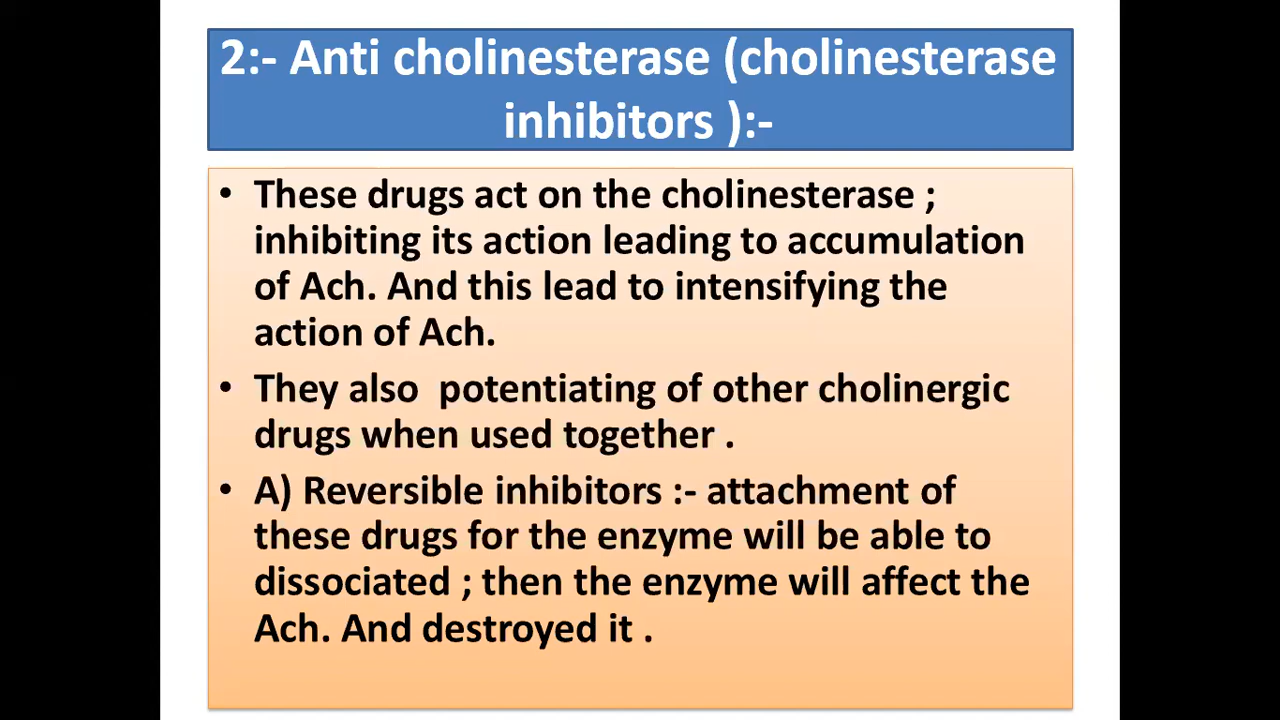 2:- Anti cholinesterase (cholinesterase
inhibitors ):-
• These drugs act on the cholinesterase ;
inhibiting its action leading to accumulation
of Ach. And this lead to intensifying the
action of Ach.
• They also  potentiating of other cholinergic
drugs when used together .
• A) Reversible inhibitors :- attachment of
these drugs for the enzyme will be able to
dissociated ; then the enzyme will affect the
Ach. And destroyed it .